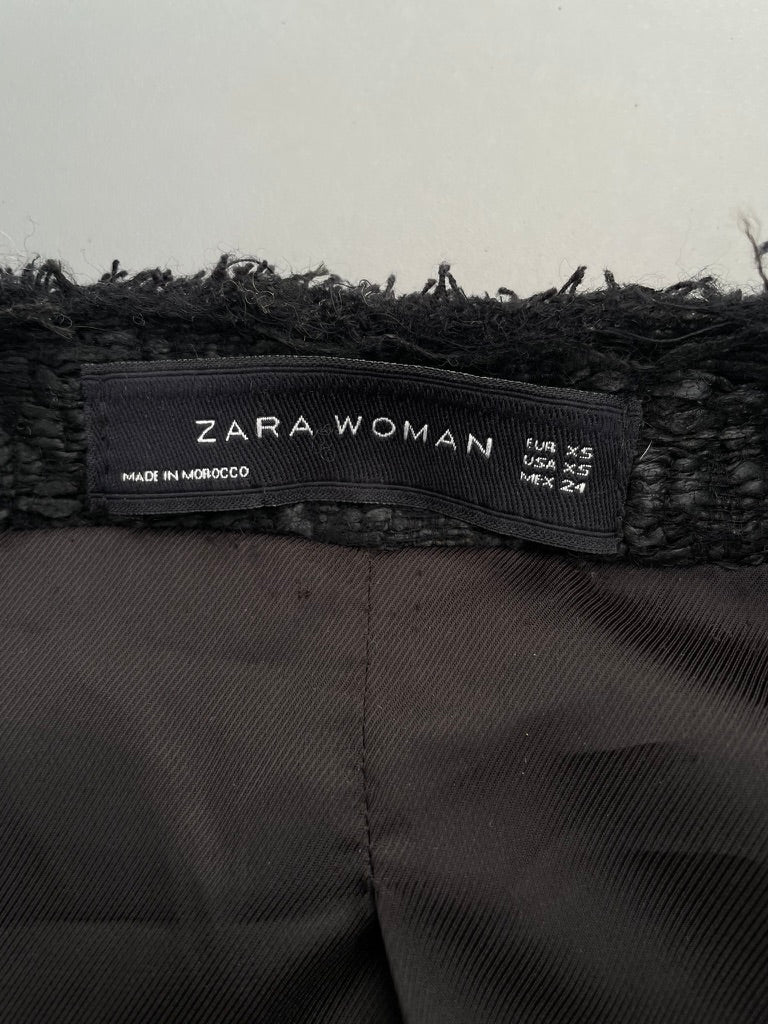 ZARA WOMAN
MADE IN MOROCCO
EUR XS
USA XS
MEX 24